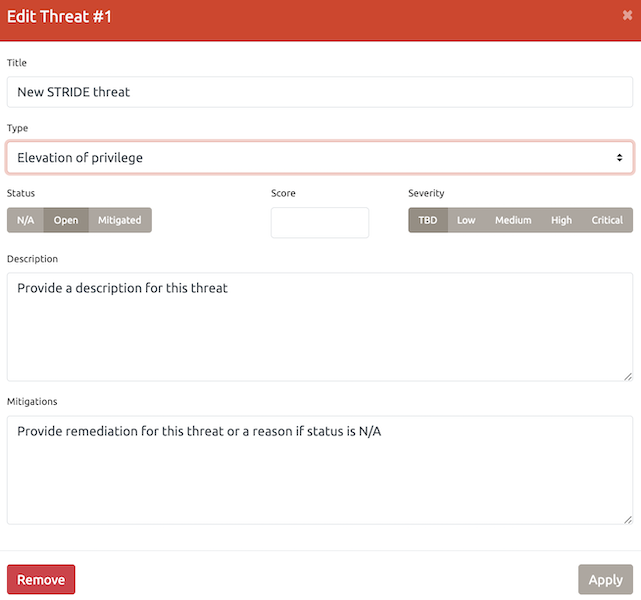 Edit Threat #1
Title
New STRIDE threat
Type
Elevation of privilege
Status Score Severity
N/A Open Mitigated TBD Low Medium High Critical
Description
Provide a description for this threat
Mitigations
Provide remediation for this threat or a reason if status is N/A
Remove Apply